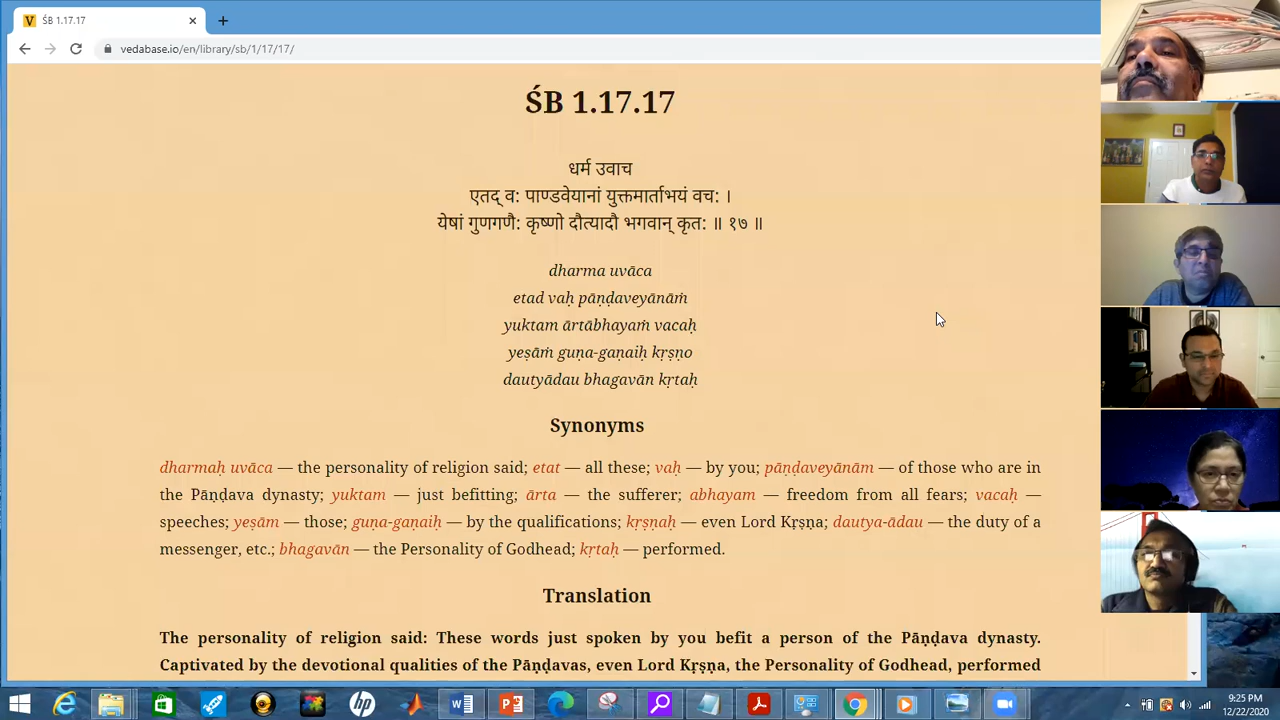 ŚB 1.17.17
vedabase.io/en/library/sb/1/17/17/
ŚB 1.17.17
धर्म उवाच
एतद् व: पाण्डवेयानां युक्तमार्ताभयं वच: ।
येषां गुणगणै: कृष्णो दौत्यादौ भगवान् कृत: ॥ १७ ॥
dharma uvāca
etad vaḥ pāṇḍaveyānāṁ
yuktam ārtābhayaṁ vacaḥ
yeṣāṁ guṇa-gaṇaiḥ kṛṣṇo
dautyādau bhagavān kṛtaḥ
Synonyms
dharmaḥ uvāca — the personality of religion said; etat — all these; vaḥ — by you; pāṇḍaveyānām — of those who are in
the Pāṇḍava dynasty; yuktam — just befitting; ārta — the sufferer; abhayam — freedom from all fears; vacaḥ —
speeches; yeṣām — those; guṇa-gaṇaiḥ — by the qualifications; kṛṣṇaḥ — even Lord Kṛṣṇa; dautya-ādau — the duty of a
messenger, etc.; bhagavān — the Personality of Godhead; kṛtaḥ — performed.
Translation
The personality of religion said: These words just spoken by you befit a person of the Pāṇḍava dynasty.
Captivated by the devotional qualities of the Pāṇḍavas, even Lord Kṛṣṇa, the Personality of Godhead, performed
9:25 PM
12/22/2020